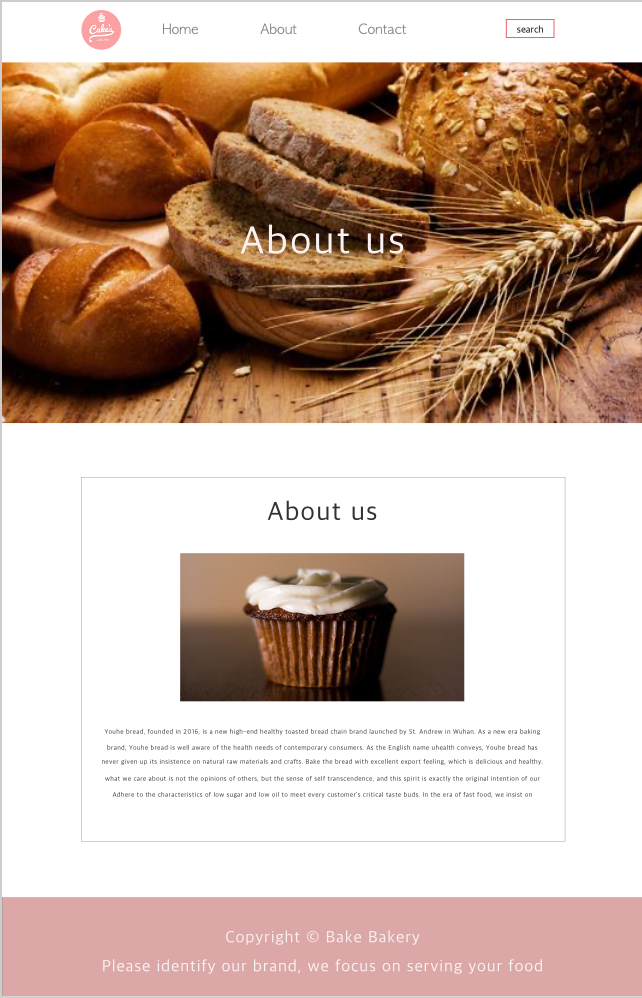 Cake's
Home
About
Contact
search
About us
About us
Youhe bread, founded in 2016, is a new high-end healthy toasted bread chain brand launched by St. Andrew in Wuhan. As a new era baking
brand, Youhe bread is well aware of the health needs of contemporary consumers. As the English name uhealth conveys, Youhe bread has
never given up its insistence on natural raw materials and crafts. Bake the bread with excellent export feeling, which is delicious and healthy.
what we care about is not the opinions of others, but the sense of self transcendence, and this spirit is exactly the original intention of our
Adhere to the characteristics of low sugar and low oil to meet every customer's critical taste buds. In the era of fast food, we insist on
Copyright © Bake Bakery
Please identify our brand, we focus on serving your food